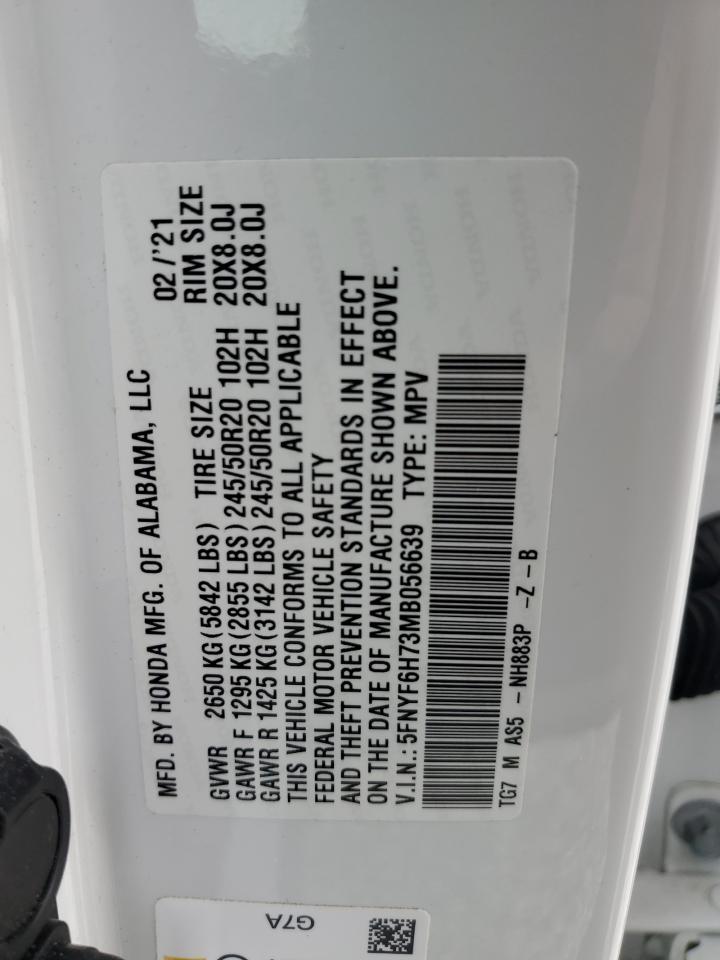 MFD. BY HONDA MFG. OF ALABAMA, LLC 02/'21
GVWR 2650 KG (5842 LBS) TIRE SIZE RIM SIZE
GAWR F 1295 KG (2855 LBS) 245/50R20 102H 20X8.0J
GAWR R 1425 KG (3142 LBS) 245/50R20 102H 20X8.0J
THIS VEHICLE CONFORMS TO ALL APPLICABLE
FEDERAL MOTOR VEHICLE SAFETY
AND THEFT PREVENTION STANDARDS IN EFFECT
ON THE DATE OF MANUFACTURE SHOWN ABOVE.
V.I.N.: 5FNYF6H73MB056639 TYPE: MPV
TG7 M AS5 -NH883P -Z-B
G7A